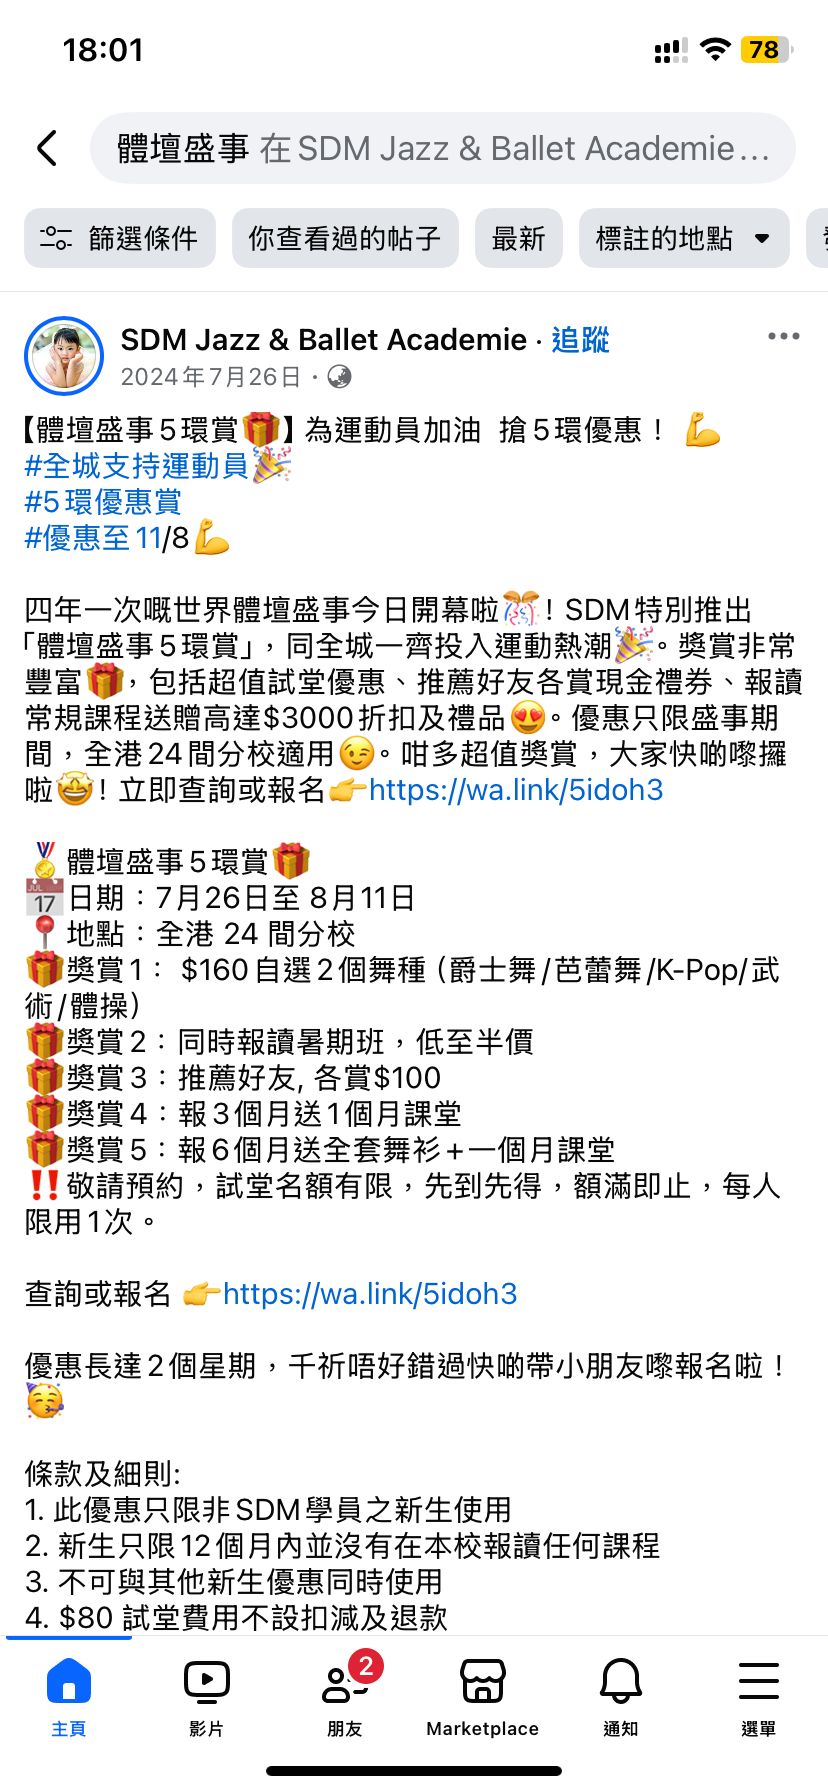 18:01
78
體壇盛事 在 SDM Jazz & Ballet Academie...
篩選條件
你查看過的帖子
最新
標註的地點
SDM Jazz & Ballet Academie · 追蹤
2024年7月26日 ·
【體壇盛事5環賞🎁】為運動員加油 搶5環優惠！💪
#全城支持運動員🎉
#5環優惠賞
#優惠至11/8💪
四年一次嘅世界體壇盛事今日開幕啦🎊！SDM特別推出
「體壇盛事5環賞」，同全城一齊投入運動熱潮🎉。獎賞非常
豐富🎁，包括超值試堂優惠、推薦好友各賞現金禮券、報讀
常規課程送贈高達$3000折扣及禮品😍。優惠只限盛事期
間，全港24間分校適用😉。咁多超值獎賞，大家快啲嚟攞
啦🤩！立即查詢或報名👉https://wa.link/5idoh3
🏅體壇盛事5環賞🎁
📅日期：7月26日至 8月11日
📍地點：全港 24 間分校
🎁獎賞1： $160自選2個舞種（爵士舞/芭蕾舞/K-Pop/武
術/體操）
🎁獎賞2：同時報讀暑期班，低至半價
🎁獎賞3：推薦好友, 各賞$100
🎁獎賞4：報3個月送1個月課堂
🎁獎賞5：報6個月送全套舞衫+一個月課堂
‼️敬請預約，試堂名額有限，先到先得，額滿即止，每人
限用1次。
查詢或報名 👉https://wa.link/5idoh3
優惠長達2個星期，千祈唔好錯過快啲帶小朋友嚟報名啦！
🥳
條款及細則:
1. 此優惠只限非SDM學員之新生使用
2. 新生只限12個月內並沒有在本校報讀任何課程
3. 不可與其他新生優惠同時使用
4. $80 試堂費用不設扣減及退款
2
主頁
影片
朋友
Marketplace
通知
選單